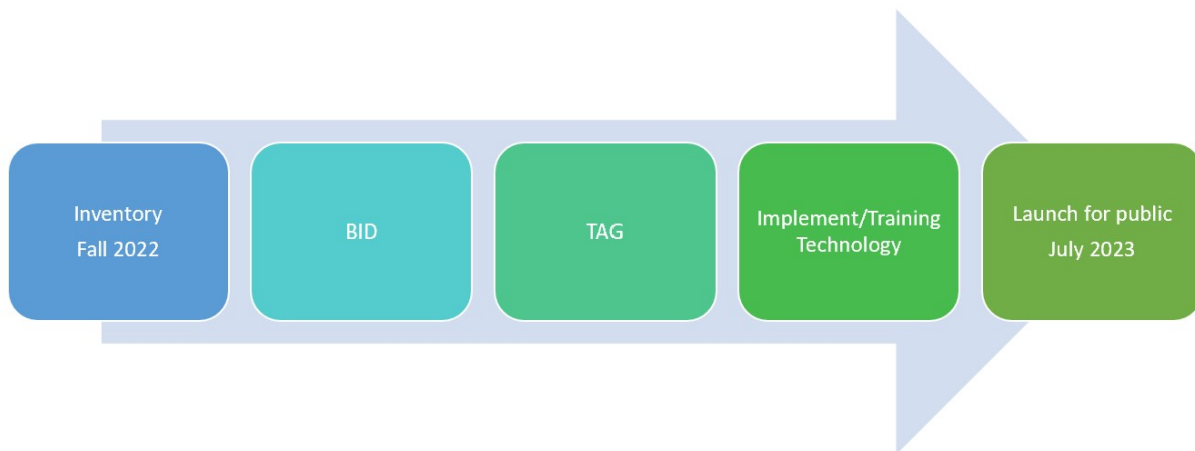 Inventory
Fall 2022
BID
TAG
Implement/Training
Technology
Launch for public
July 2023